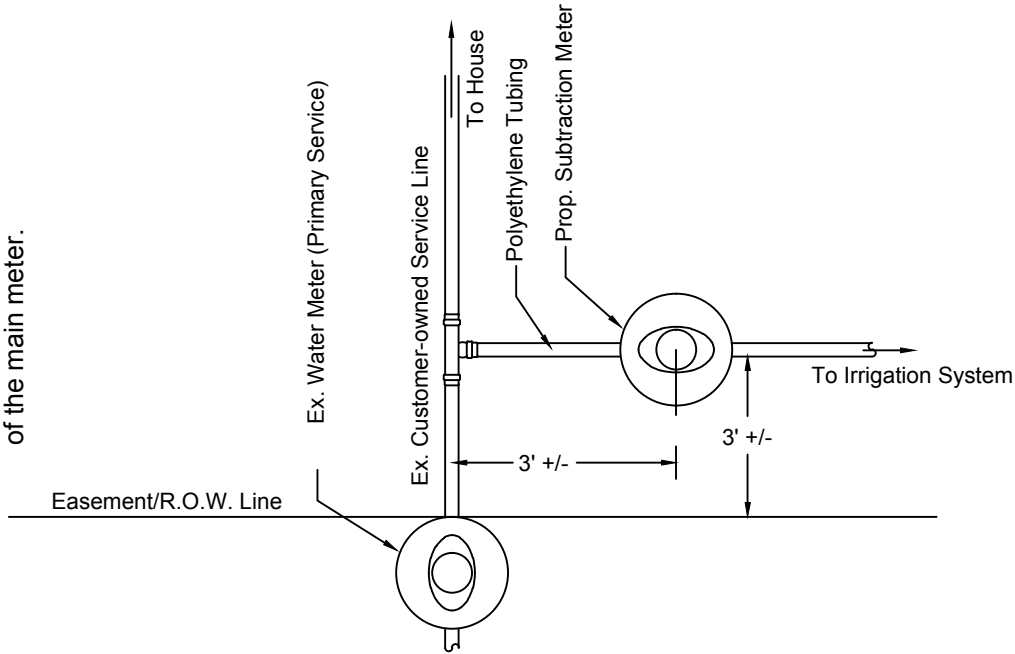 of the main meter.
Ex. Water Meter (Primary Service)
Ex. Customer-owned Service Line
To House
Polyethylene Tubing
Prop. Subtraction Meter
To Irrigation System
3' +/-
3' +/-
Easement/R.O.W. Line